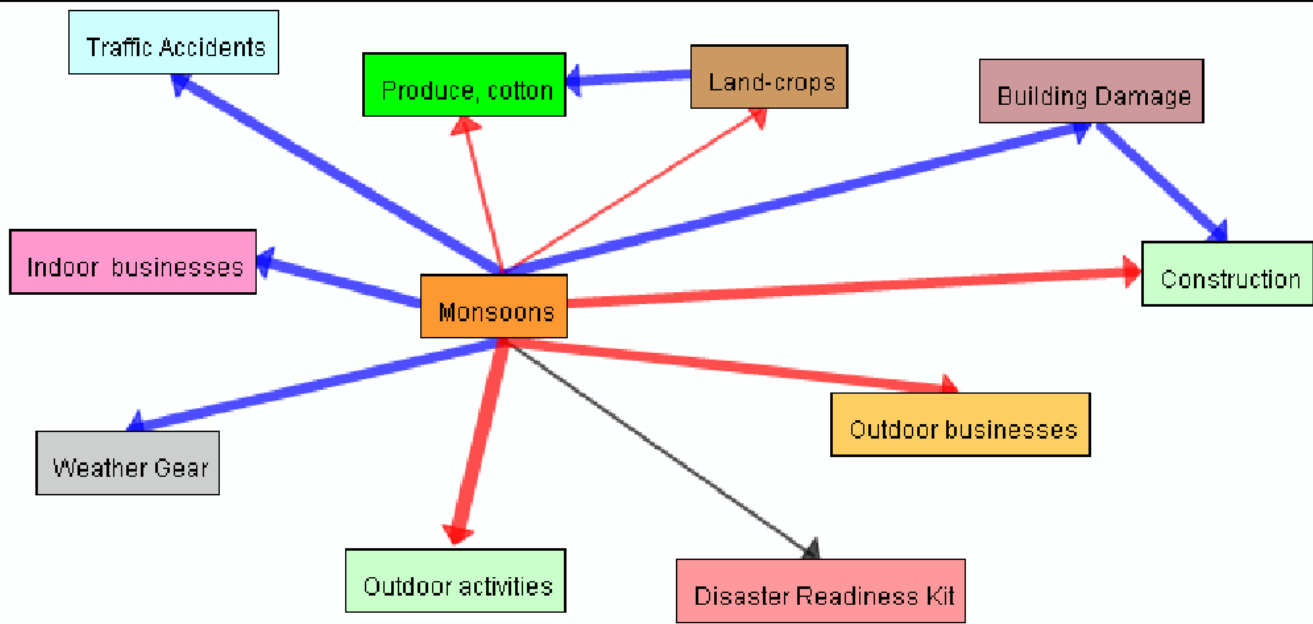 Traffic Accidents
Produce, cotton
Land-crops
Building Damage
Indoor businesses
Monsoons
Construction
Weather Gear
Outdoor businesses
Outdoor activities
Disaster Readiness Kit